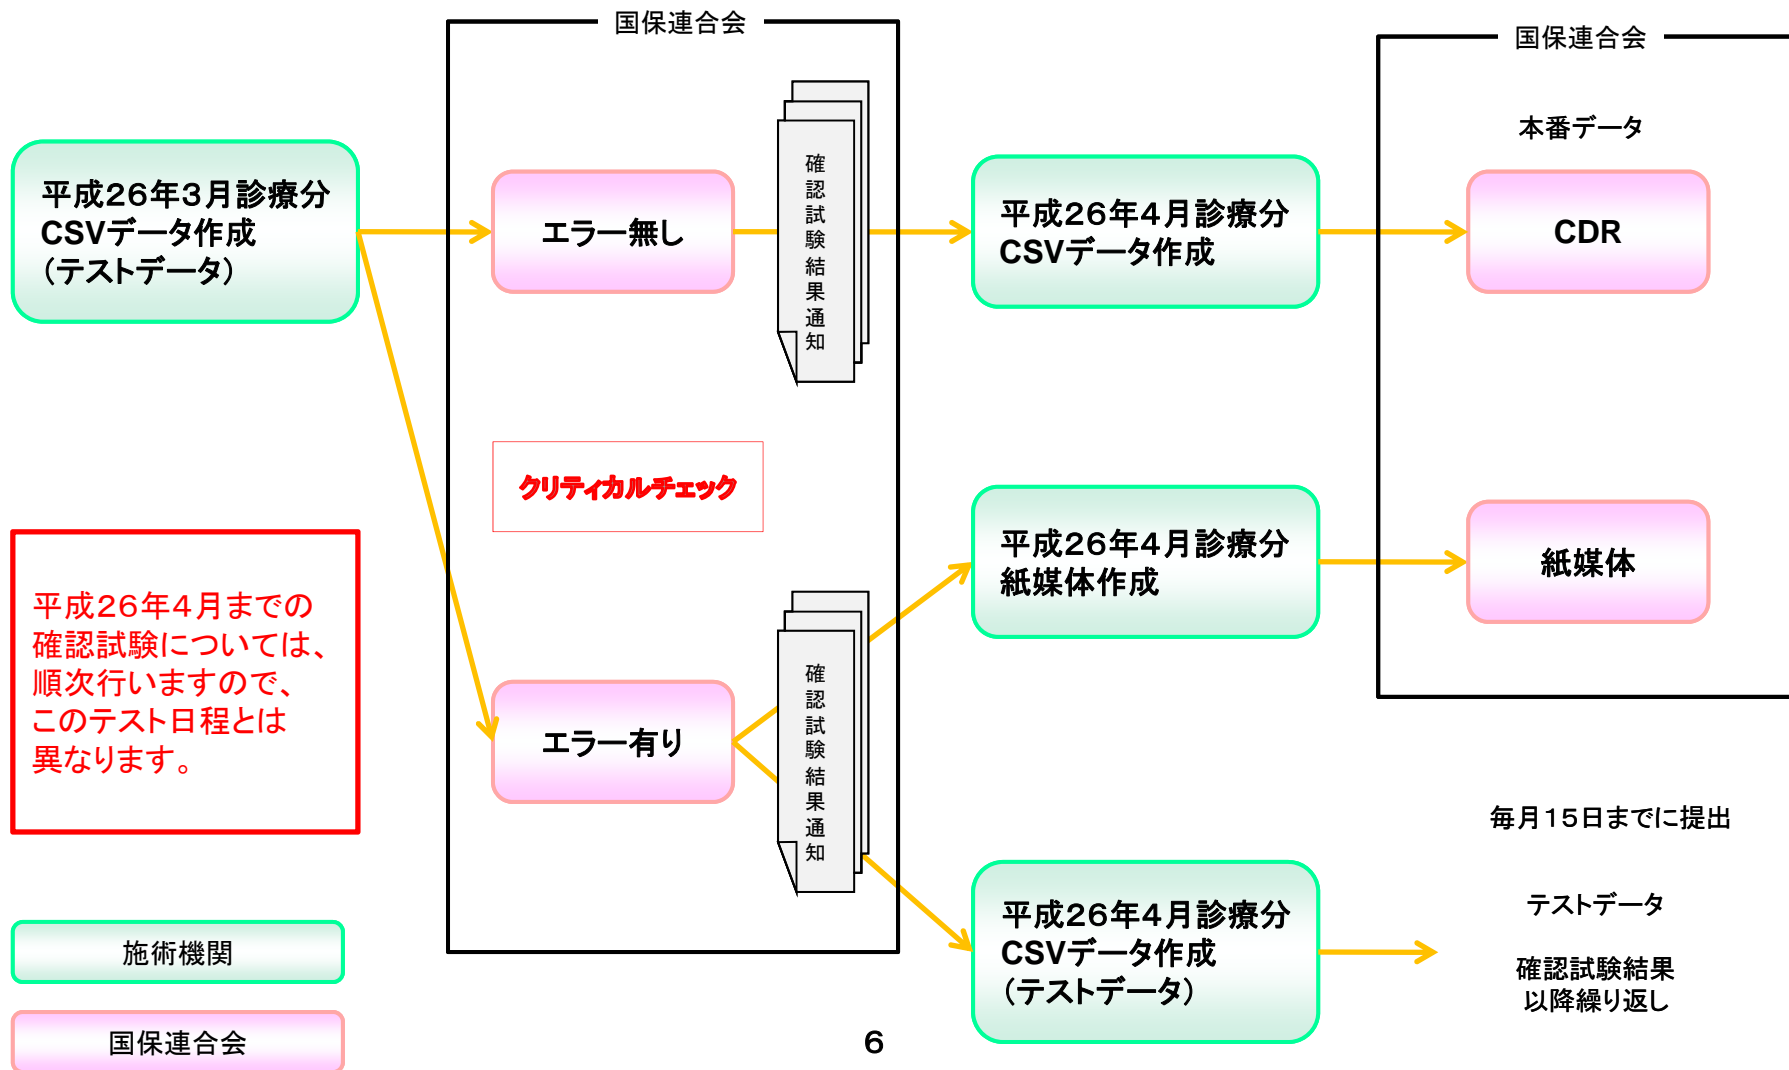 国保連合会
国保連合会
平成26年3月診療分
CSVデータ作成
(テストデータ)
エラー無し
確認試験結果通知
平成26年4月診療分
CSVデータ作成
本番データ
CDR
クリティカルチェック
平成26年4月診療分
紙媒体作成
紙媒体
平成26年4月までの
確認試験については、
順次行いますので、
このテスト日程とは
異なります。
エラー有り
確認試験結果通知
平成26年4月診療分
CSVデータ作成
(テストデータ)
毎月15日までに提出
テストデータ
確認試験結果
以降繰り返し
施術機関
国保連合会
6